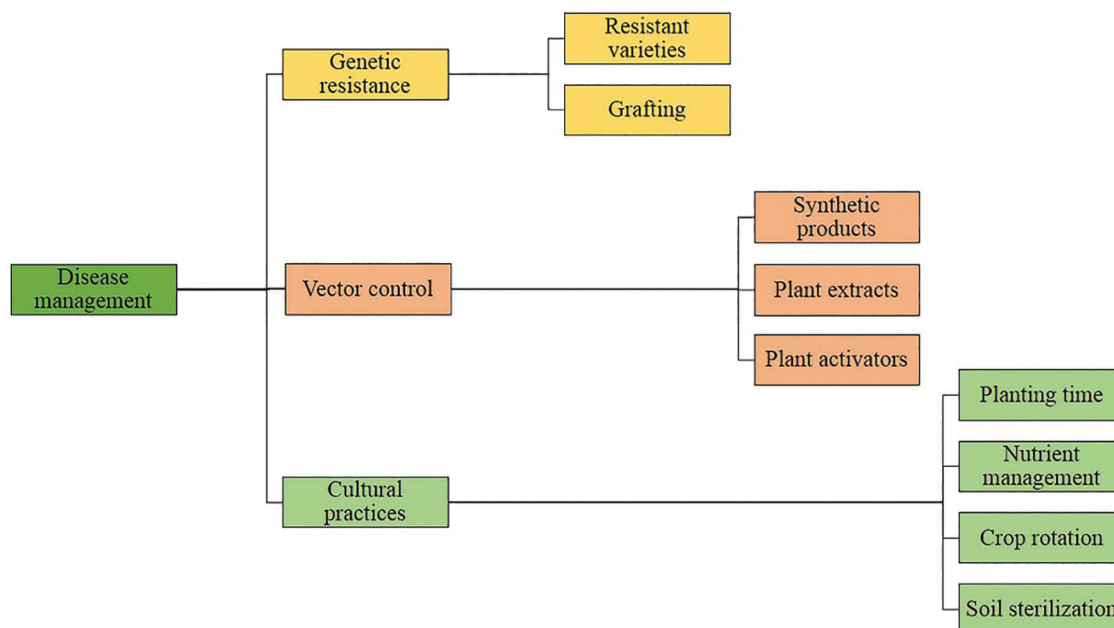 Resistant
varieties
Genetic
resistance
Grafting
Synthetic
products
Disease
management
Vector control
Plant extracts
Plant activators
Planting time
Nutrient
management
Cultural
practices
Crop rotation
Soil sterilization